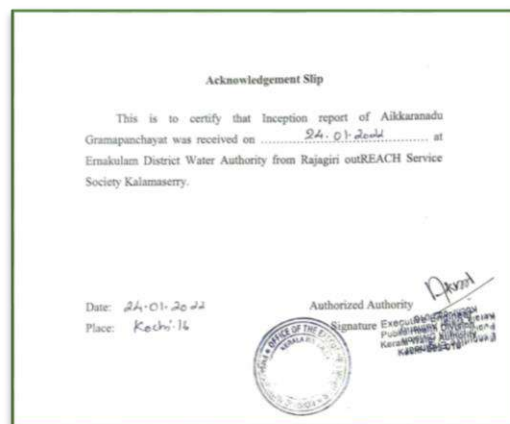 Acknowledgement Slip
This is to certify that Inception report of Aikkaranadu
Gramapanchayat was received on ....24.01.2022.... at
Ernakulam District Water Authority from Rajagiri outREACH Service
Society Kalamaserry.
Date: 24.01.2022
Authorized Authority
Place: Kochi-16
Signature
OFFICE OF THE